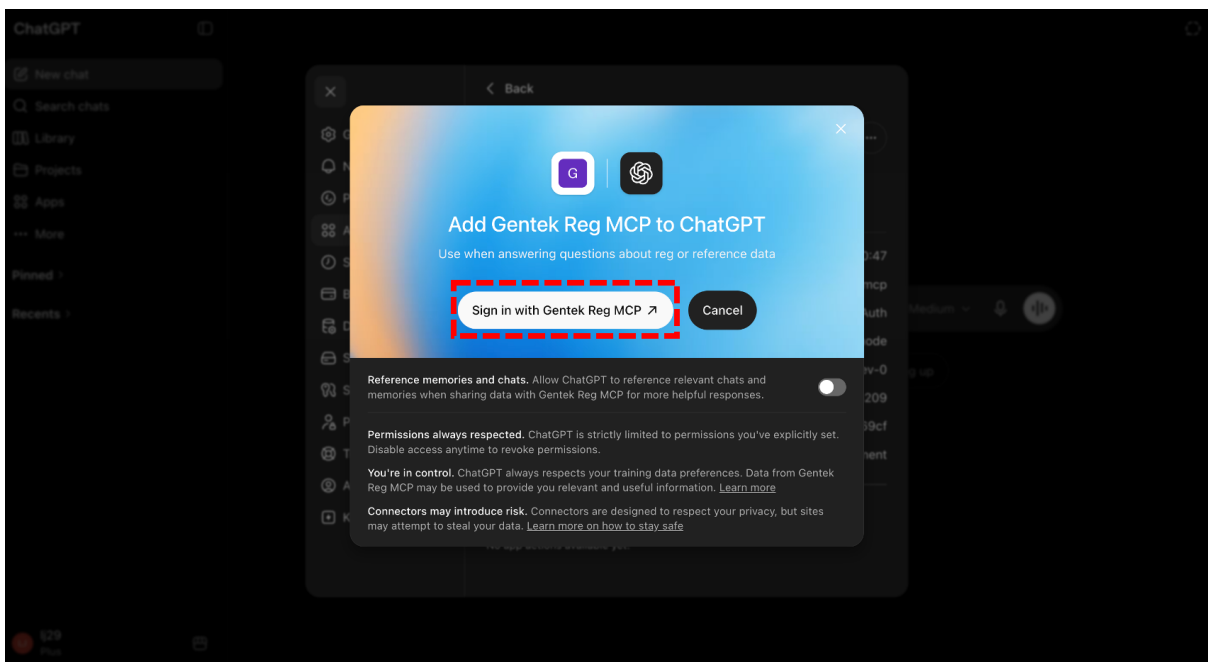 ChatGPT
New chat
Search chats
Library
Projects
Apps
More
Pinned
Recents
Back
G
Add Gentek Reg MCP to ChatGPT
Use when answering questions about reg or reference data
Sign in with Gentek Reg MCP
Cancel
Reference memories and chats. Allow ChatGPT to reference relevant chats and
memories when sharing data with Gentek Reg MCP for more helpful responses.
Permissions always respected. ChatGPT is strictly limited to permissions you've explicitly set.
Disable access anytime to revoke permissions.
You're in control. ChatGPT always respects your training data preferences. Data from Gentek
Reg MCP may be used to provide you relevant and useful information. Learn more
Connectors may introduce risk. Connectors are designed to respect your privacy, but sites
may attempt to steal your data. Learn more on how to stay safe
Medium
No app actions available yet.
Plus